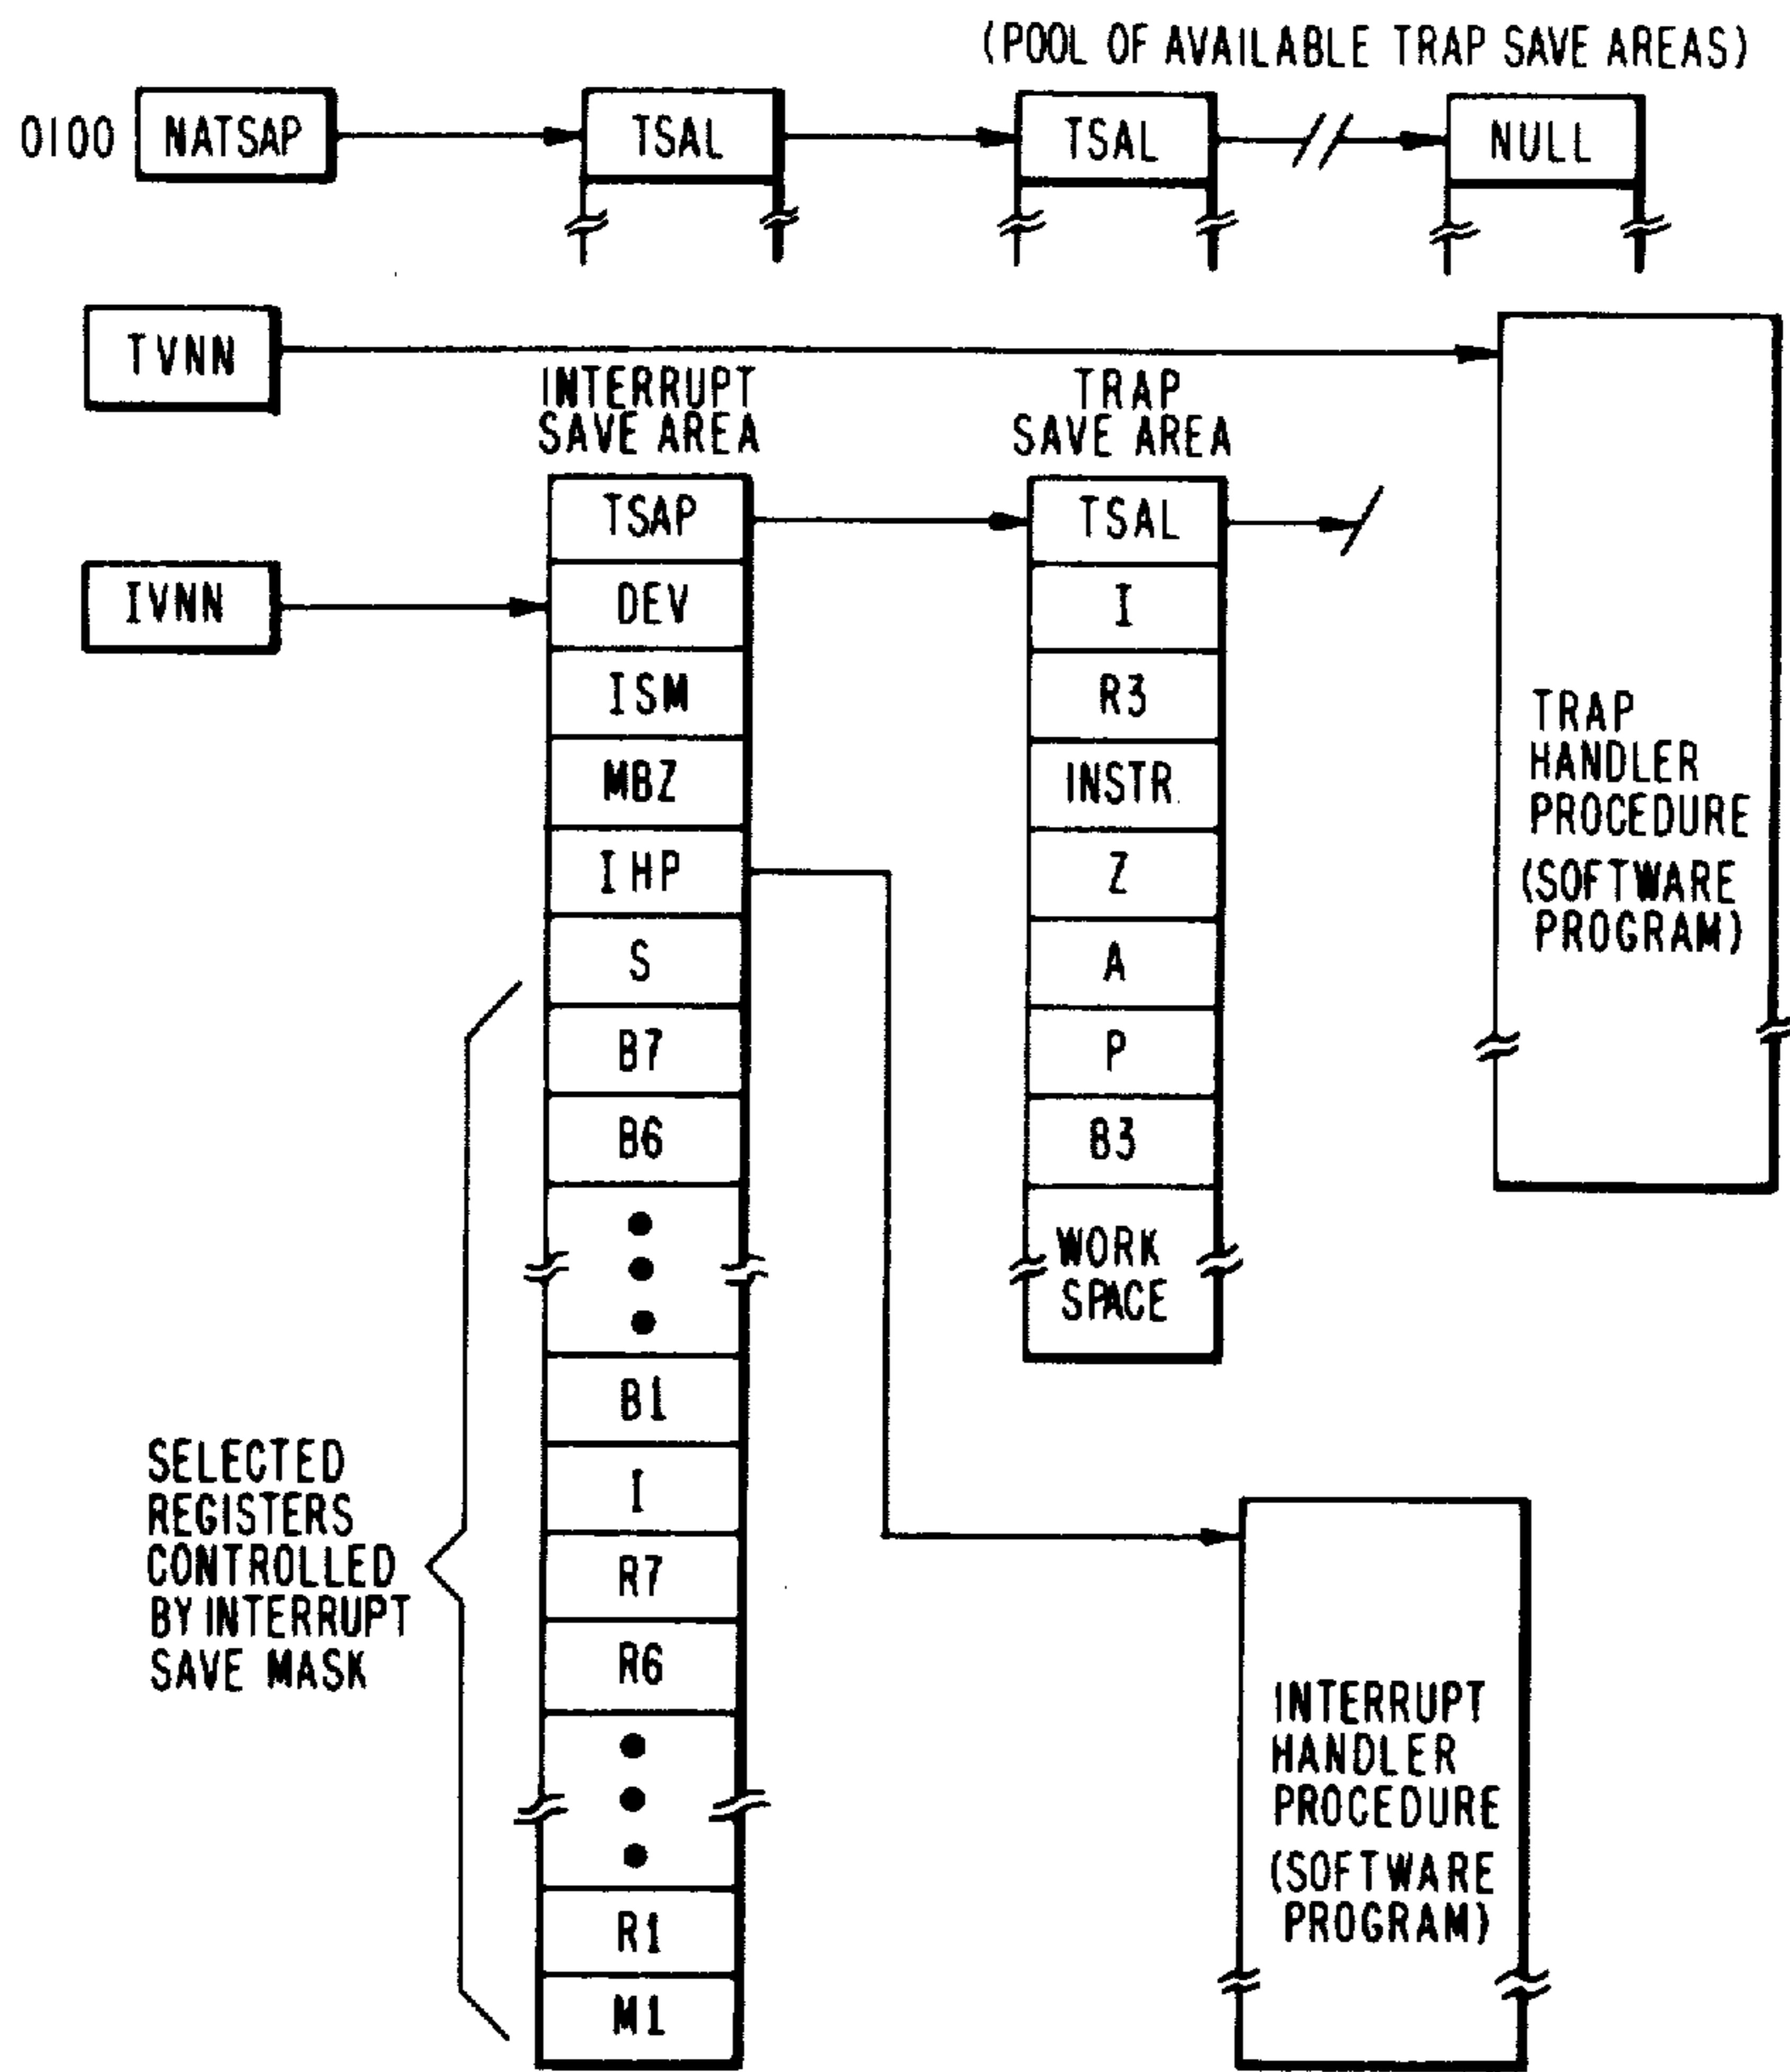 (POOL OF AVAILABLE TRAP SAVE AREAS)
0100 NATSAP TSAL TSAL NULL
TVNN
INTERRUPT
SAVE AREA
TRAP
SAVE AREA
TSAP
DEV
ISM
MBZ
IHP
S
B7
B6
B1
I
R7
R6
R1
M1
TSAL
I
R3
INSTR.
Z
A
P
B3
WORK
SPACE
IVNN
TRAP
HANDLER
PROCEDURE
(SOFTWARE
PROGRAM)
SELECTED
REGISTERS
CONTROLLED
BY INTERRUPT
SAVE MASK
INTERRUPT
HANDLER
PROCEDURE
(SOFTWARE
PROGRAM)